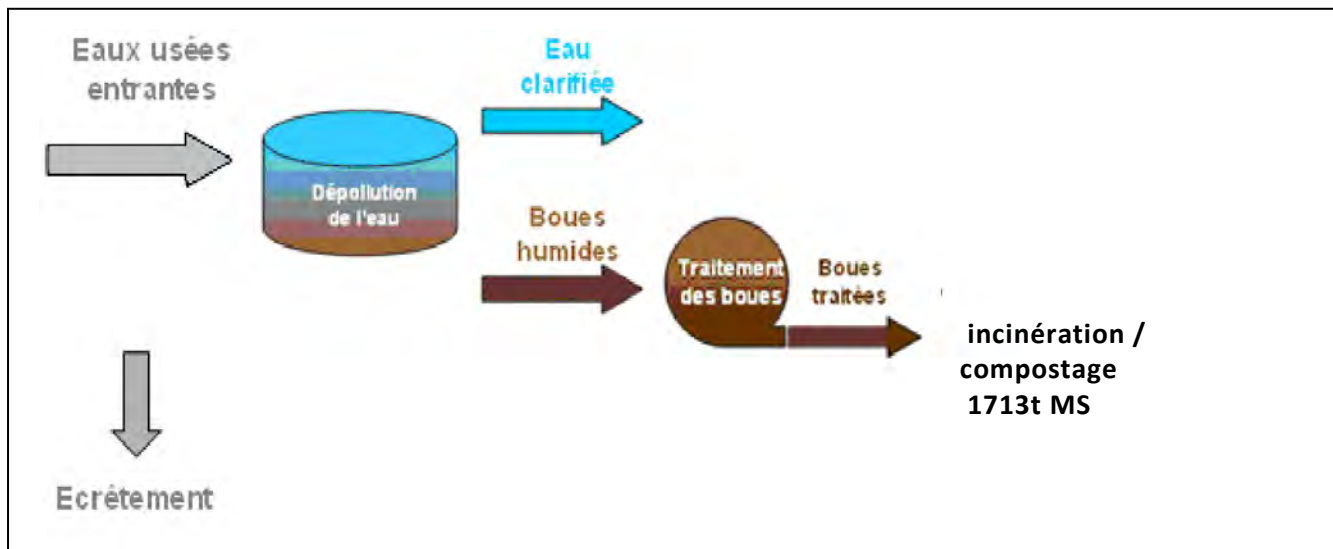 Eaux usées
entrantes
Eau
clarifiée
Dépollution
de l'eau
Boues
humides
Traitement
des boues
Boues
traitées
incinération /
compostage
1713t MS
Ecrêtement